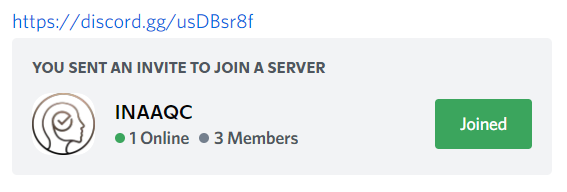 https://discord.gg/usDBsr8f
YOU SENT AN INVITE TO JOIN A SERVER
INAAQC
1 Online 3 Members
Joined